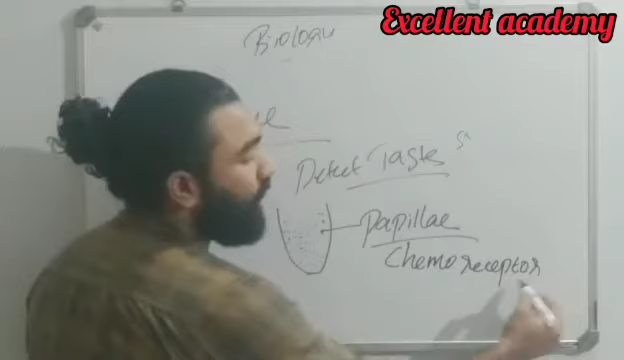 Excellent academy
Biology
Detect Taste
Papillae
Chemoreceptor